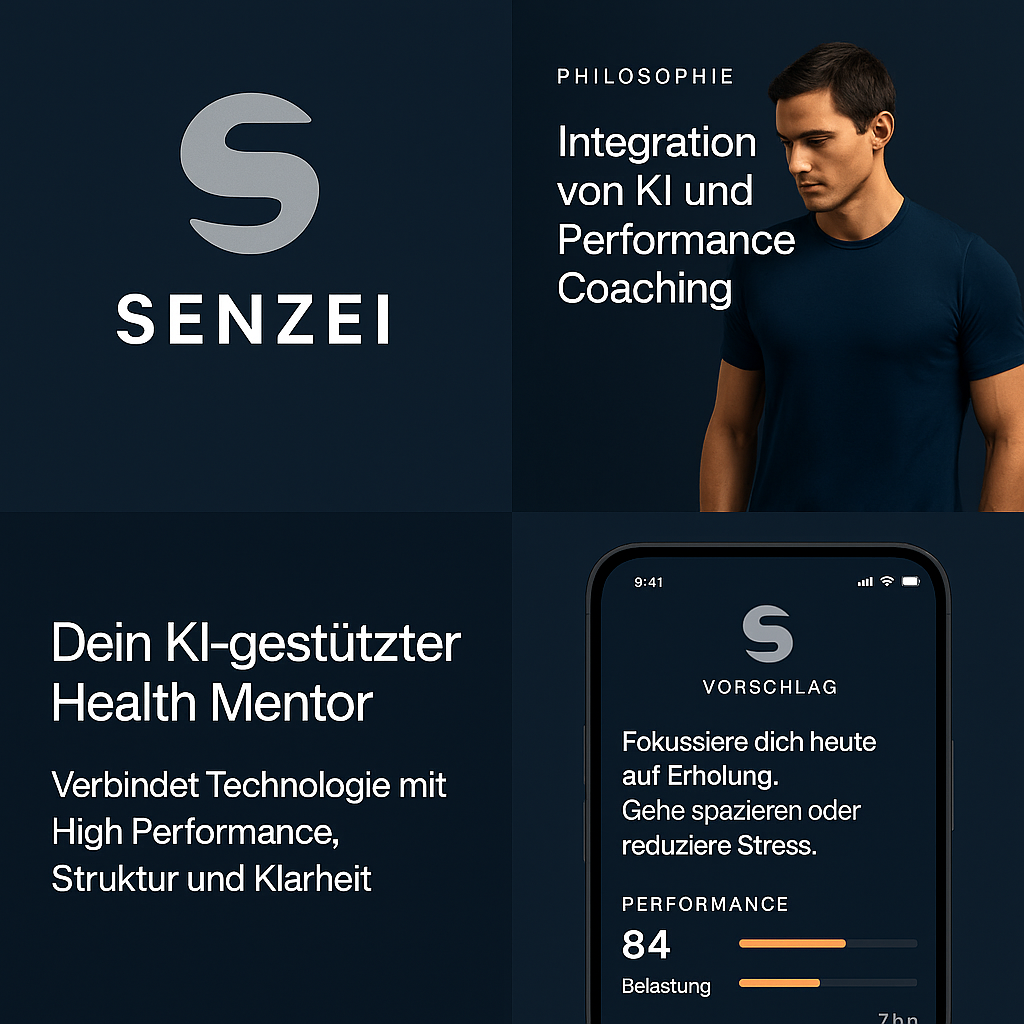 S
SENZEI
PHILOSOPHIE
Integration
von KI und
Performance
Coaching
Dein KI-gestützter
Health Mentor
Verbindet Technologie mit
High Performance,
Struktur und Klarheit
9:41
S
VORSCHLAG
Fokussiere dich heute
auf Erholung.
Gehe spazieren oder
reduziere Stress.
PERFORMANCE
84
Belastung